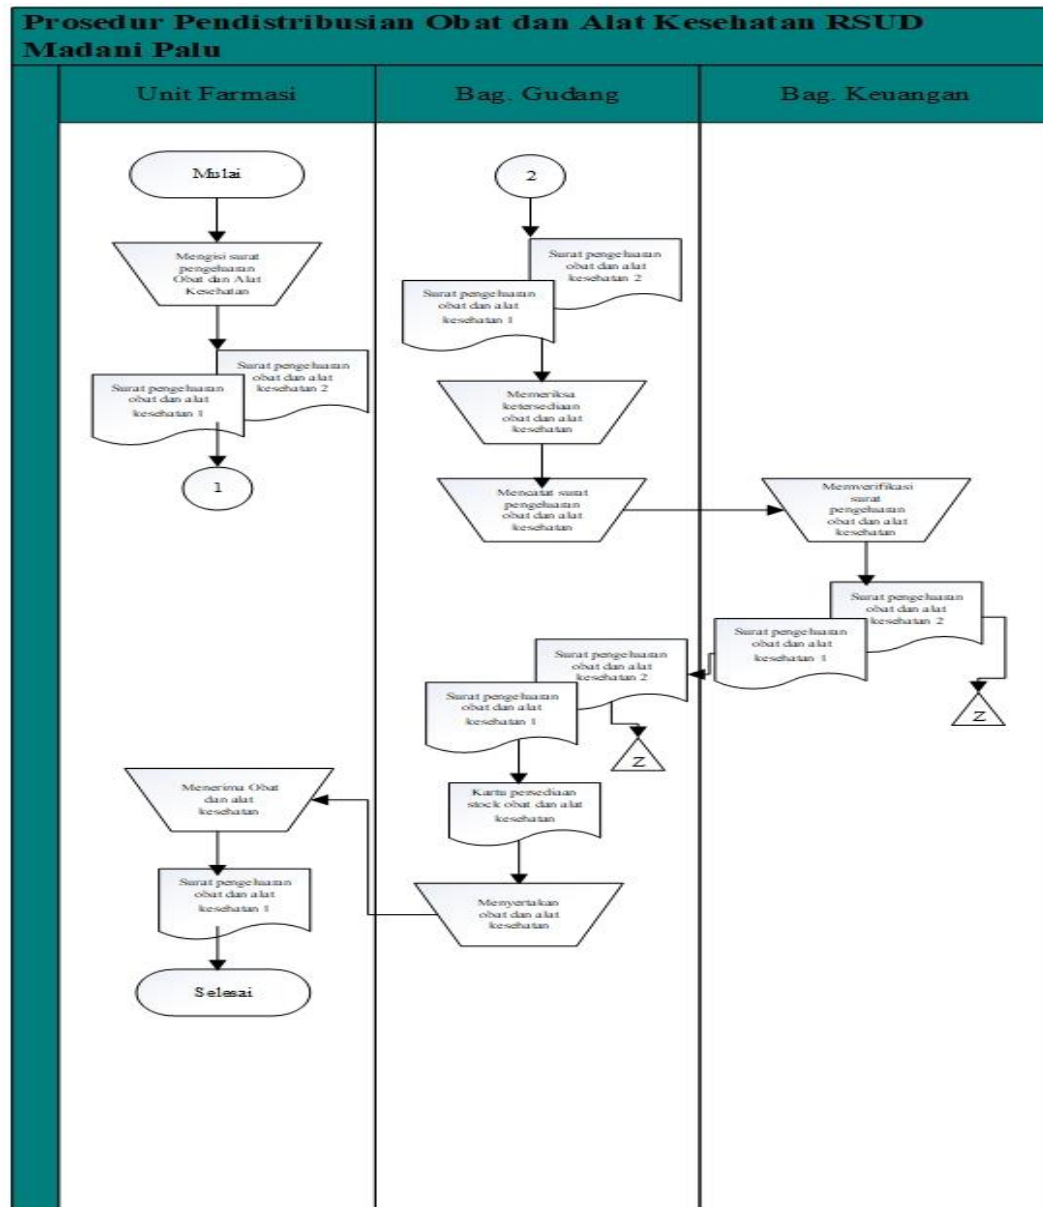 Prosedur Pendistribusian Obat dan Alat Kesehatan RSUD
Madani Palu
Unit Farmasi
Bag. Gudang
Bag. Keuangan
Mulai
Mengisi surat
pengeluaran
Obat dan Alat
Kesehatan
Surat pengeluaran
obat dan alat
kesehatan 2
Surat pengeluaran
obat dan alat
kesehatan 1
1
2
Surat pengeluaran
obat dan alat
kesehatan 2
Surat pengeluaran
obat dan alat
kesehatan 1
Memeriksa
ketersediaan
obat dan alat
kesehatan
Mencatat surat
pengeluaran
obat dan alat
kesehatan
Memverifikasi
surat
pengeluaran
obat dan alat
kesehatan
Surat pengeluaran
obat dan alat
kesehatan 2
Surat pengeluaran
obat dan alat
kesehatan 1
Z
Surat pengeluaran
obat dan alat
kesehatan 2
Surat pengeluaran
obat dan alat
kesehatan 1
Z
Kartu persediaan
stock obat dan alat
kesehatan
Menyertakan
obat dan alat
kesehatan
Menerima Obat
dan alat
kesehatan
Surat pengeluaran
obat dan alat
kesehatan 1
Selesai